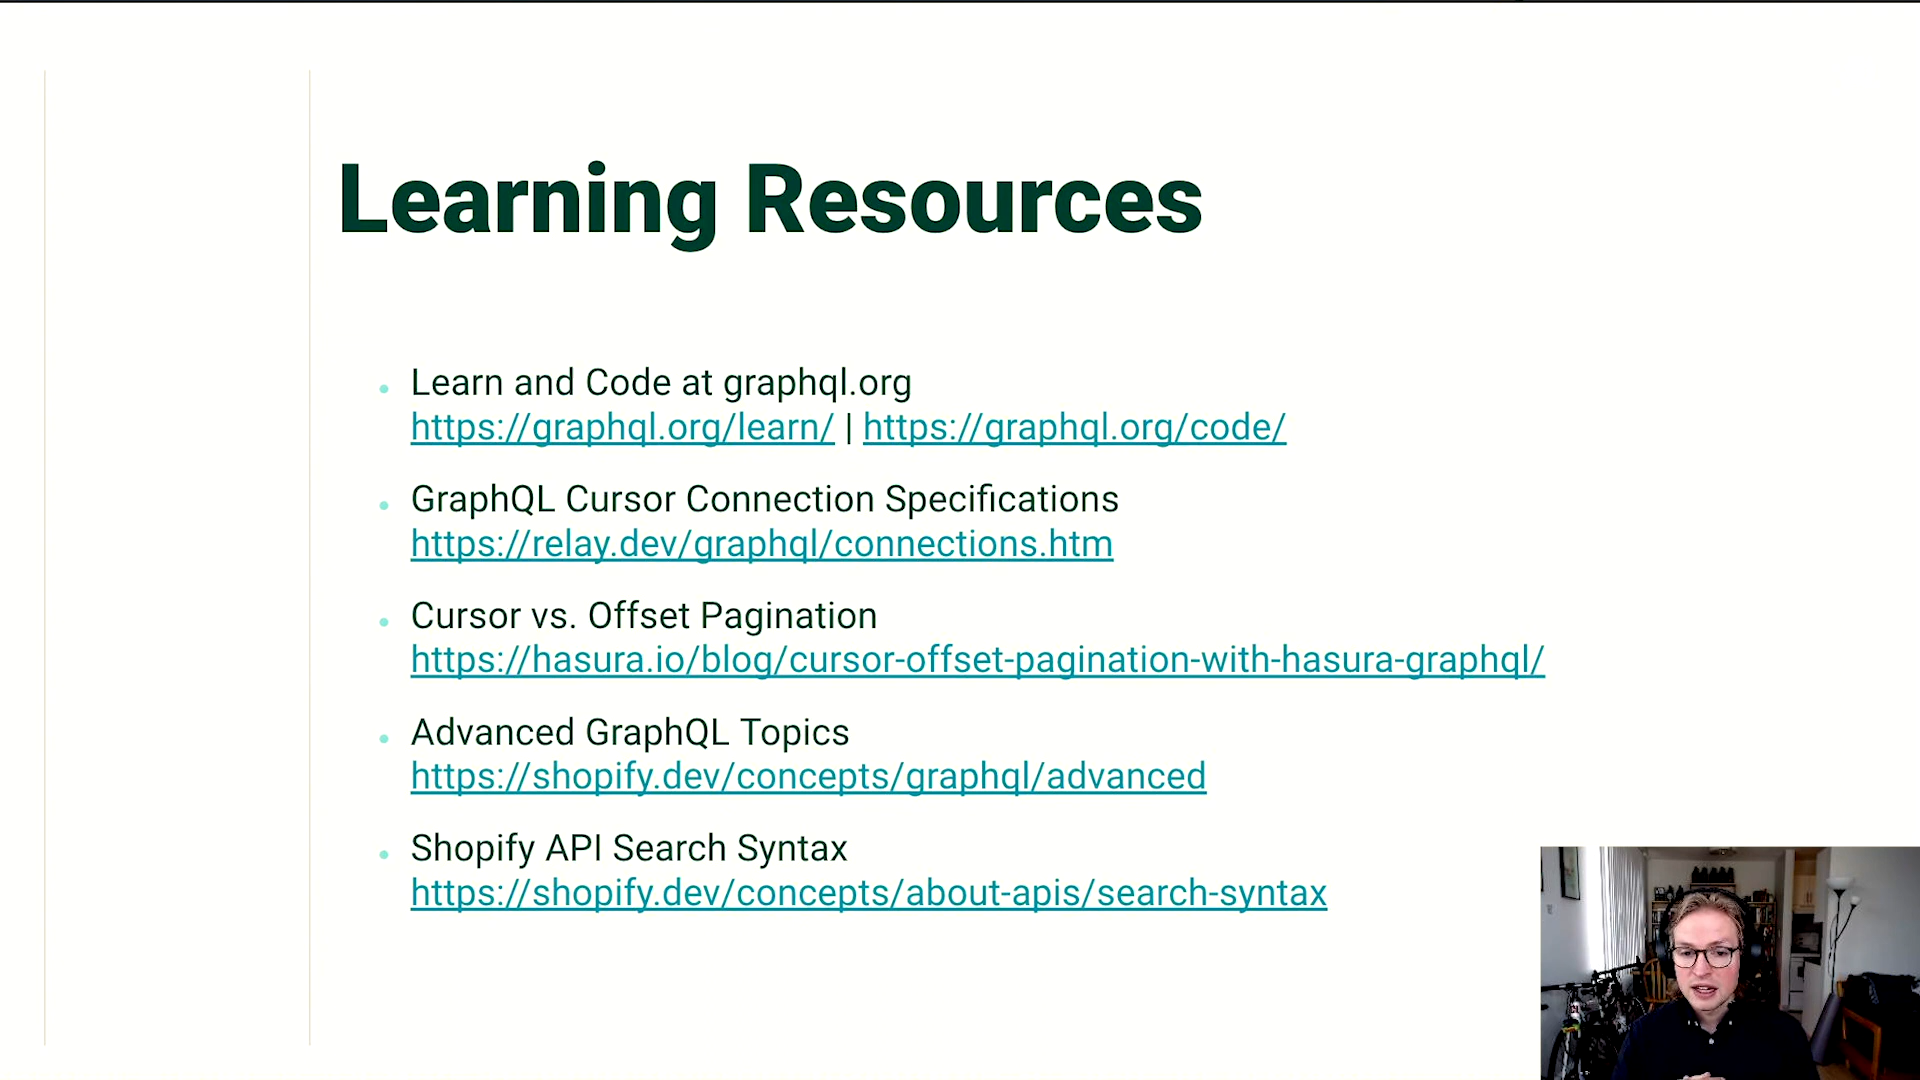 Learning Resources
Learn and Code at graphql.org
https://graphql.org/learn/ | https://graphql.org/code/
GraphQL Cursor Connection Specifications
https://relay.dev/graphql/connections.htm
Cursor vs. Offset Pagination
https://hasura.io/blog/cursor-offset-pagination-with-hasura-graphql/
Advanced GraphQL Topics
https://shopify.dev/concepts/graphql/advanced
Shopify API Search Syntax
https://shopify.dev/concepts/about-apis/search-syntax